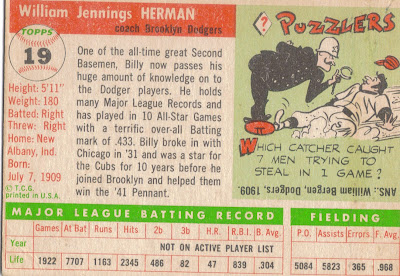 William Jennings HERMAN
coach Brooklyn Dodgers
TOPPS
19
Height: 5'11"
Weight: 180
Batted: Right
Threw: Right
Home: New
Albany, Ind.
Born:
July 7, 1909
© T.C.G.
printed in U.S.A.
One of the all-time great Second
Basemen, Billy now passes his
huge amount of knowledge on to
the Dodger players. He holds
many Major League Records and
has played in 10 All-Star Games
with a terrific over-all Batting
mark of .433. Billy broke in with
Chicago in '31 and was a star for
the Cubs for 10 years before he
joined Brooklyn and helped them
win the '41 Pennant.
? PUZZLERS
WHICH CATCHER CAUGHT
7 MEN TRYING TO
STEAL IN 1 GAME?
ANS.: William Bergen, Dodgers, 1909.
MAJOR LEAGUE BATTING RECORD
Games At Bat Runs Hits 2b 3b H.R. R.B.I. B. Avg.
Year NOT ON ACTIVE PLAYER LIST
Life 1922 7707 1163 2345 486 82 47 839 .304
FIELDING
P.O. Assists Errors F. Avg.
5084 5823 365 .968